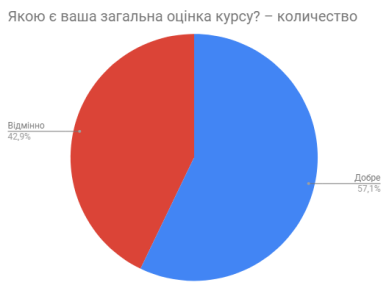 Якою є ваша загальна оцінка курсу? – количество
Відмінно
42,9%
Добре
57,1%